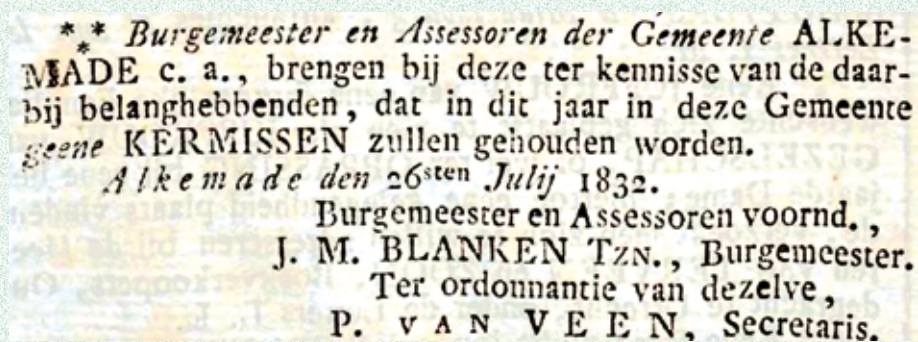 *** Burgemeester en Assessoren der Gemeente ALKE-
MADE c. a., brengen bij deze ter kennisse van de daar-
bij belanghebbenden, dat in dit jaar in deze Gemeente
geene KERMISSEN zullen gehouden worden.
Alkemade den 26sten Julij 1832.
Burgemeester en Assessoren voornd.,
J. M. BLANKEN TZN., Burgemeester.
Ter ordonnantie van dezelve,
P. VAN VEEN, Secretaris.